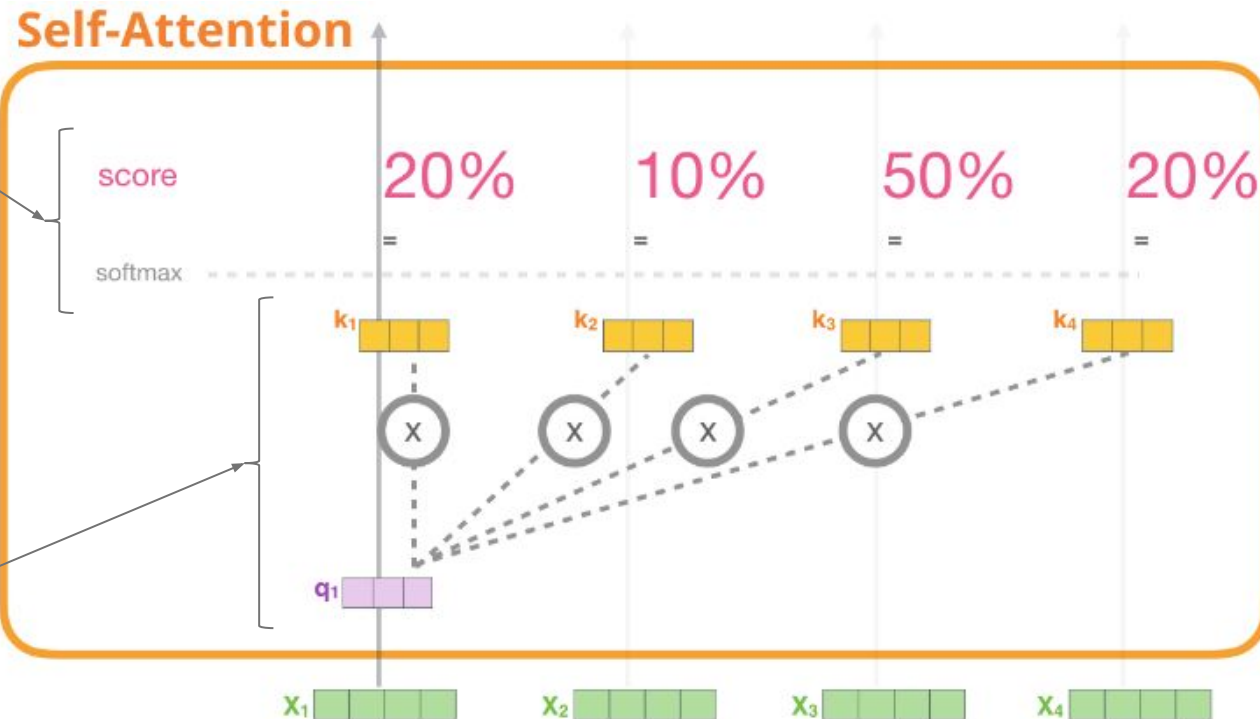 Self-Attention
score 20% 10% 50% 20%
= = = =
softmax
k₁ k₂ k₃ k₄
X X X X
q₁
X₁ X₂ X₃ X₄